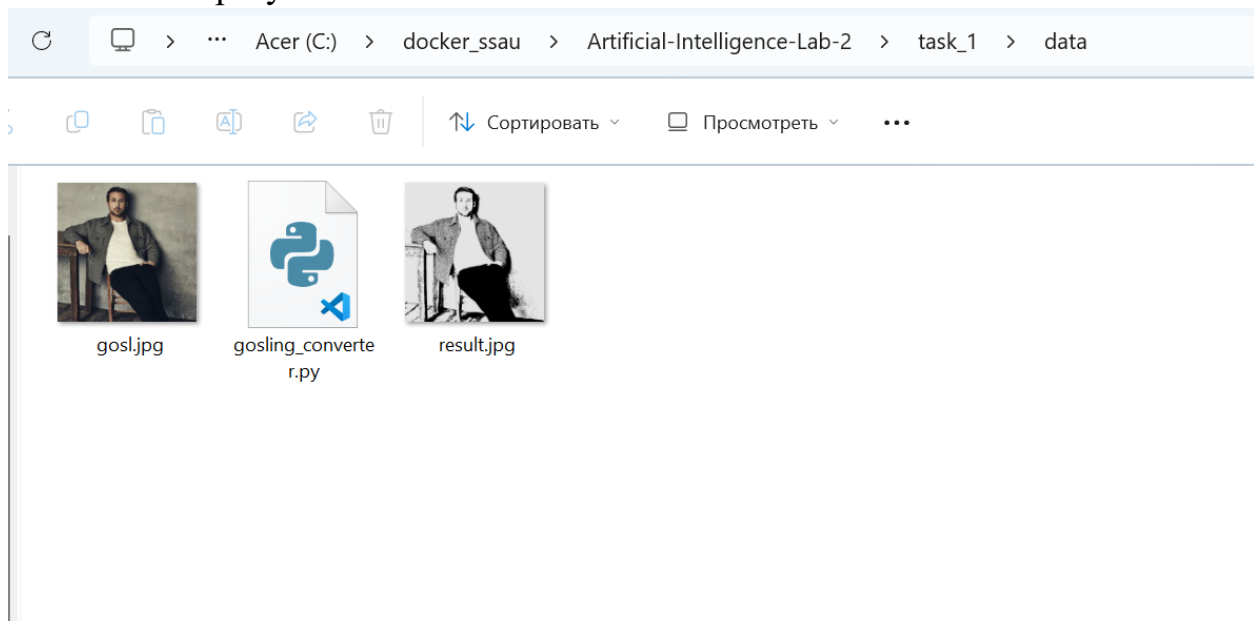 Acer (C:) > docker_ssau > Artificial-Intelligence-Lab-2 > task_1 > data
Сортировать Просмотреть
gosl.jpg gosling_converte result.jpg
r.py